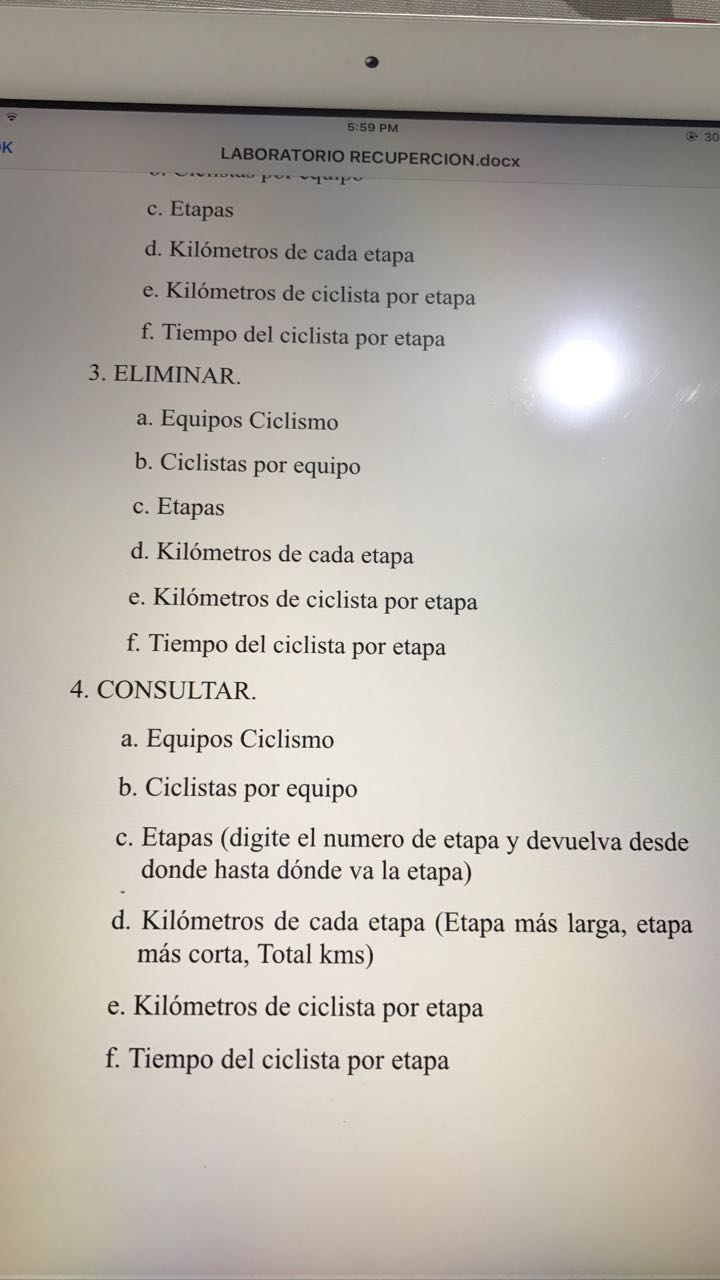 5:59 PM
30
K
LABORATORIO RECUPERCION.docx
c. Etapas
d. Kilómetros de cada etapa
e. Kilómetros de ciclista por etapa
f. Tiempo del ciclista por etapa
3. ELIMINAR.
a. Equipos Ciclismo
b. Ciclistas por equipo
c. Etapas
d. Kilómetros de cada etapa
e. Kilómetros de ciclista por etapa
f. Tiempo del ciclista por etapa
4. CONSULTAR.
a. Equipos Ciclismo
b. Ciclistas por equipo
c. Etapas (digite el numero de etapa y devuelva desde
donde hasta dónde va la etapa)
d. Kilómetros de cada etapa (Etapa más larga, etapa
más corta, Total kms)
e. Kilómetros de ciclista por etapa
f. Tiempo del ciclista por etapa